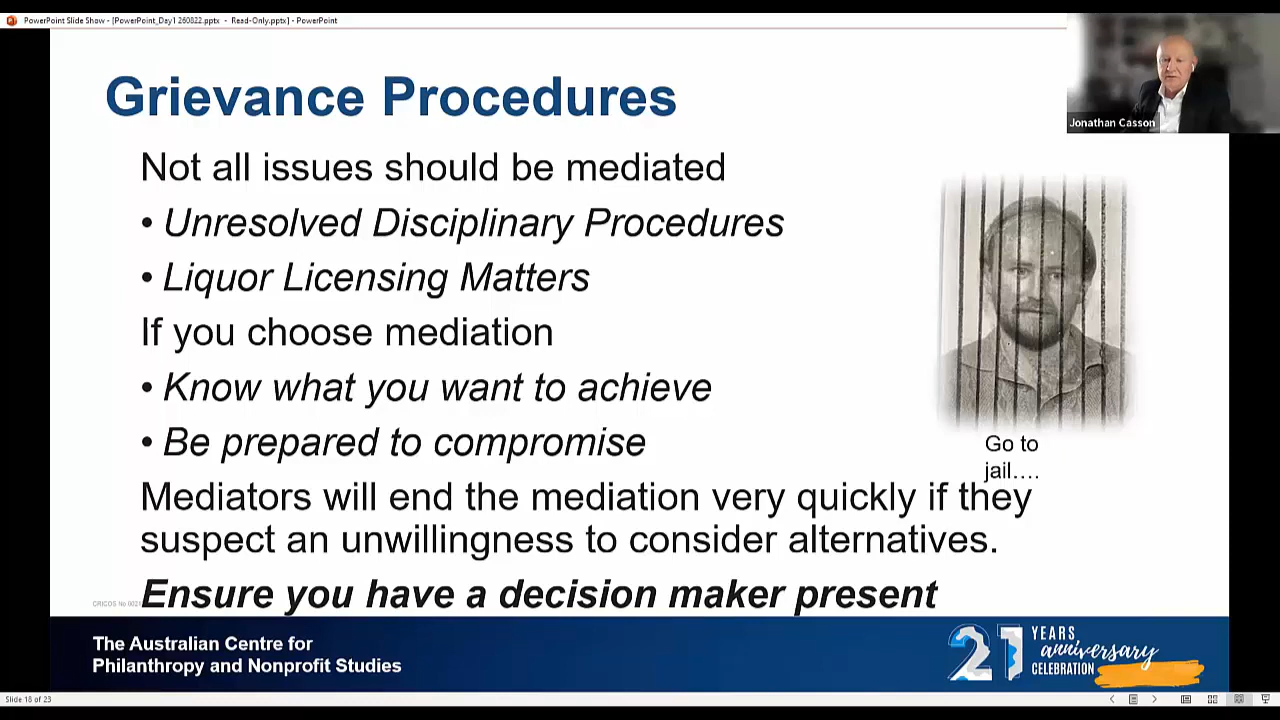 PowerPoint Slide Show - [PowerPoint_Day1 260822.pptx - Read-Only.pptx] - PowerPoint
Jonathan Casson
Grievance Procedures
Not all issues should be mediated
• Unresolved Disciplinary Procedures
• Liquor Licensing Matters
If you choose mediation
• Know what you want to achieve
• Be prepared to compromise
Go to
jail....
Mediators will end the mediation very quickly if they
suspect an unwillingness to consider alternatives.
CRICOS No
Ensure you have a decision maker present
The Australian Centre for
Philanthropy and Nonprofit Studies
21 YEARS
anniversary
CELEBRATION
Slide 18 of 23